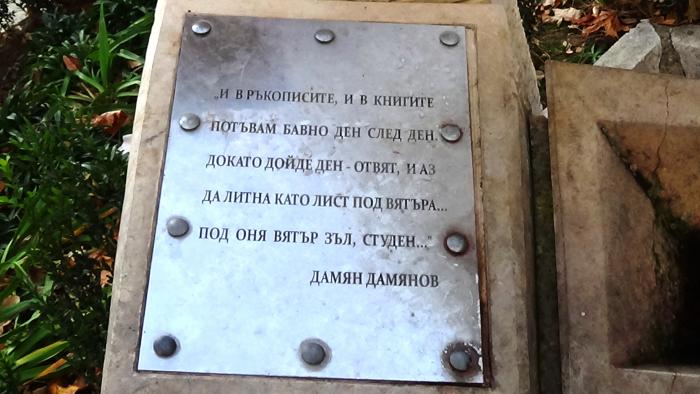 „И В РЪКОПИСИТЕ, И В КНИГИТЕ
ПОТЪВАМ БАВНО ДЕН СЛЕД ДЕН.
ДОКАТО ДОЙДЕ ДЕН - ОТВЯТ, И АЗ
ДА ЛИТНА КАТО ЛИСТ ПОД ВЯТЪРА...
ПОД ОНЯ ВЯТЪР ЗЪЛ, СТУДЕН..."
ДАМЯН ДАМЯНОВ